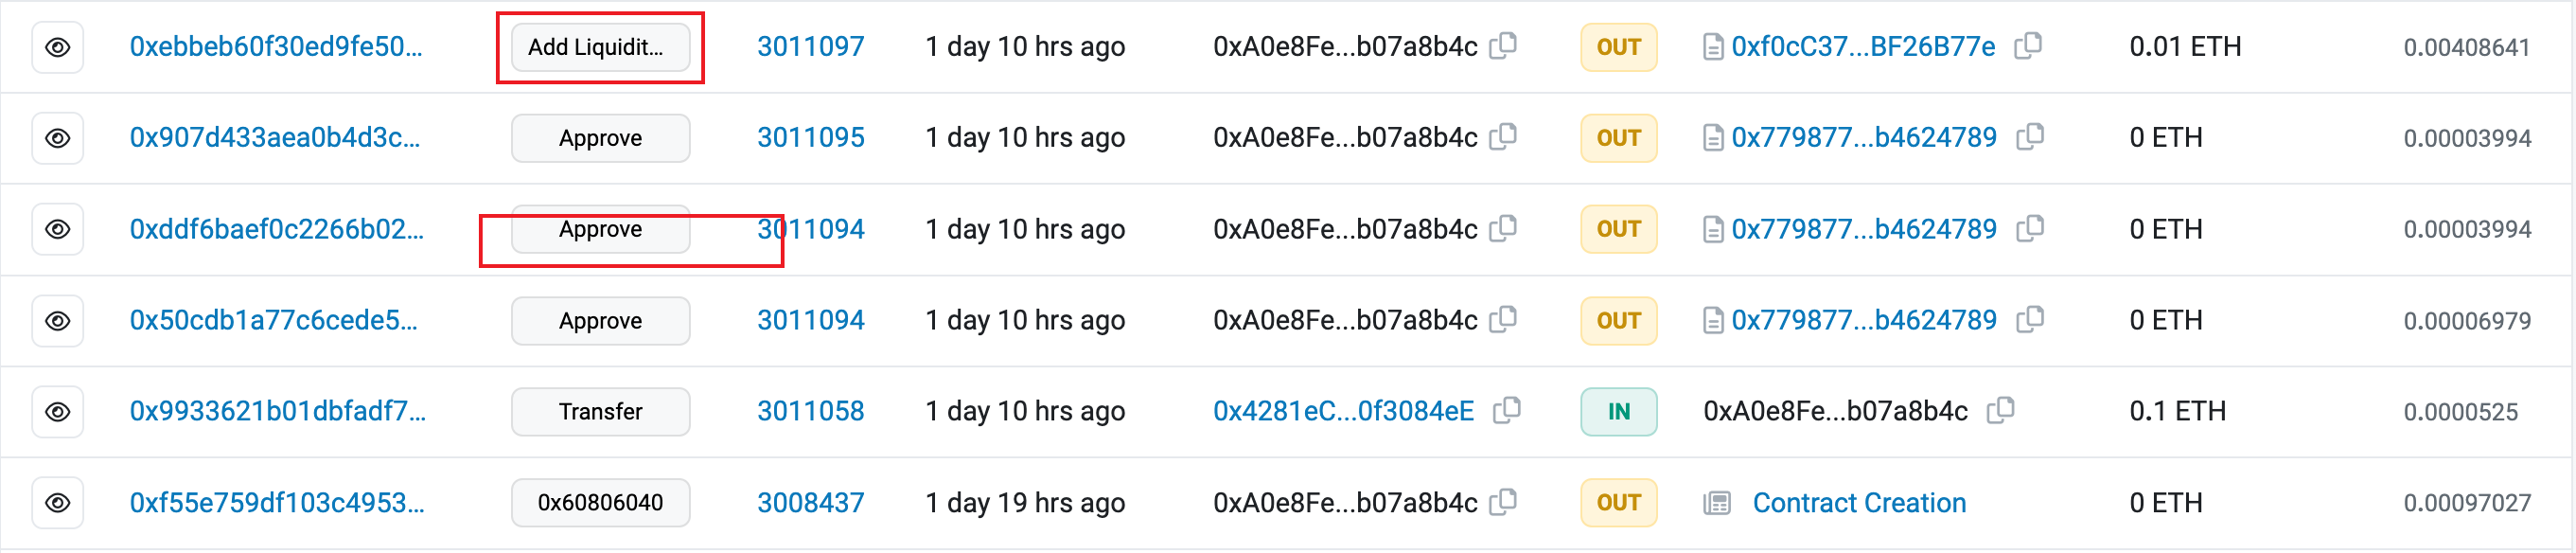 0xebbeb60f30ed9fe50... Add Liquidit... 3011097 1 day 10 hrs ago 0xA0e8Fe...b07a8b4c OUT 0xf0cC37...BF26B77e 0.01 ETH 0.00408641
0x907d433aea0b4d3c... Approve 3011095 1 day 10 hrs ago 0xA0e8Fe...b07a8b4c OUT 0x779877...b4624789 0 ETH 0.00003994
0xddf6baef0c2266b02... Approve 3011094 1 day 10 hrs ago 0xA0e8Fe...b07a8b4c OUT 0x779877...b4624789 0 ETH 0.00003994
0x50cdb1a77c6cede5... Approve 3011094 1 day 10 hrs ago 0xA0e8Fe...b07a8b4c OUT 0x779877...b4624789 0 ETH 0.00006979
0x9933621b01dbfadf7... Transfer 3011058 1 day 10 hrs ago 0x4281eC...0f3084eE IN 0xA0e8Fe...b07a8b4c 0.1 ETH 0.0000525
0xf55e759df103c4953... 0x60806040 3008437 1 day 19 hrs ago 0xA0e8Fe...b07a8b4c OUT Contract Creation 0 ETH 0.00097027